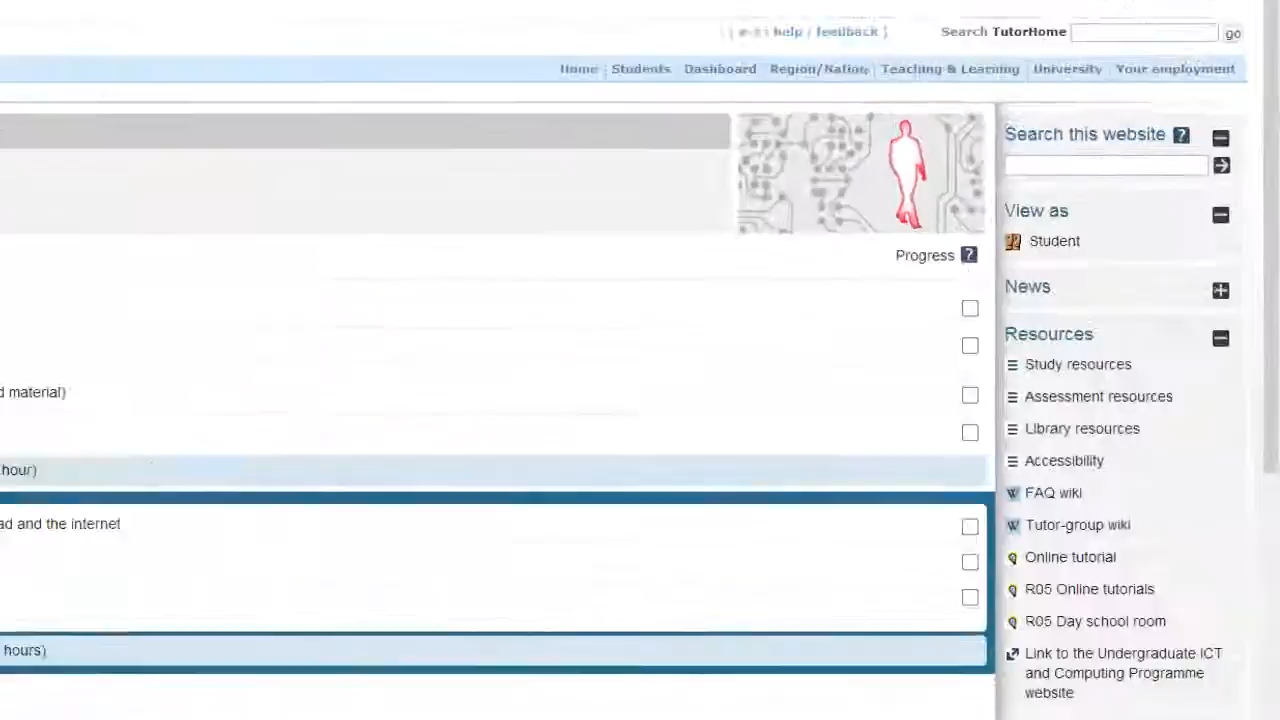 help / feedback
Search TutorHome
go
Home Students Dashboard Region/Nation Teaching & Learning University Your employment
Search this website ?
View as
Student
Progress ?
News
Resources
Study resources
d material)
Assessment resources
Library resources
Accessibility
hour)
FAQ wiki
ad and the internet
Tutor-group wiki
Online tutorial
R05 Online tutorials
R05 Day school room
hours)
Link to the Undergraduate ICT
and Computing Programme
website